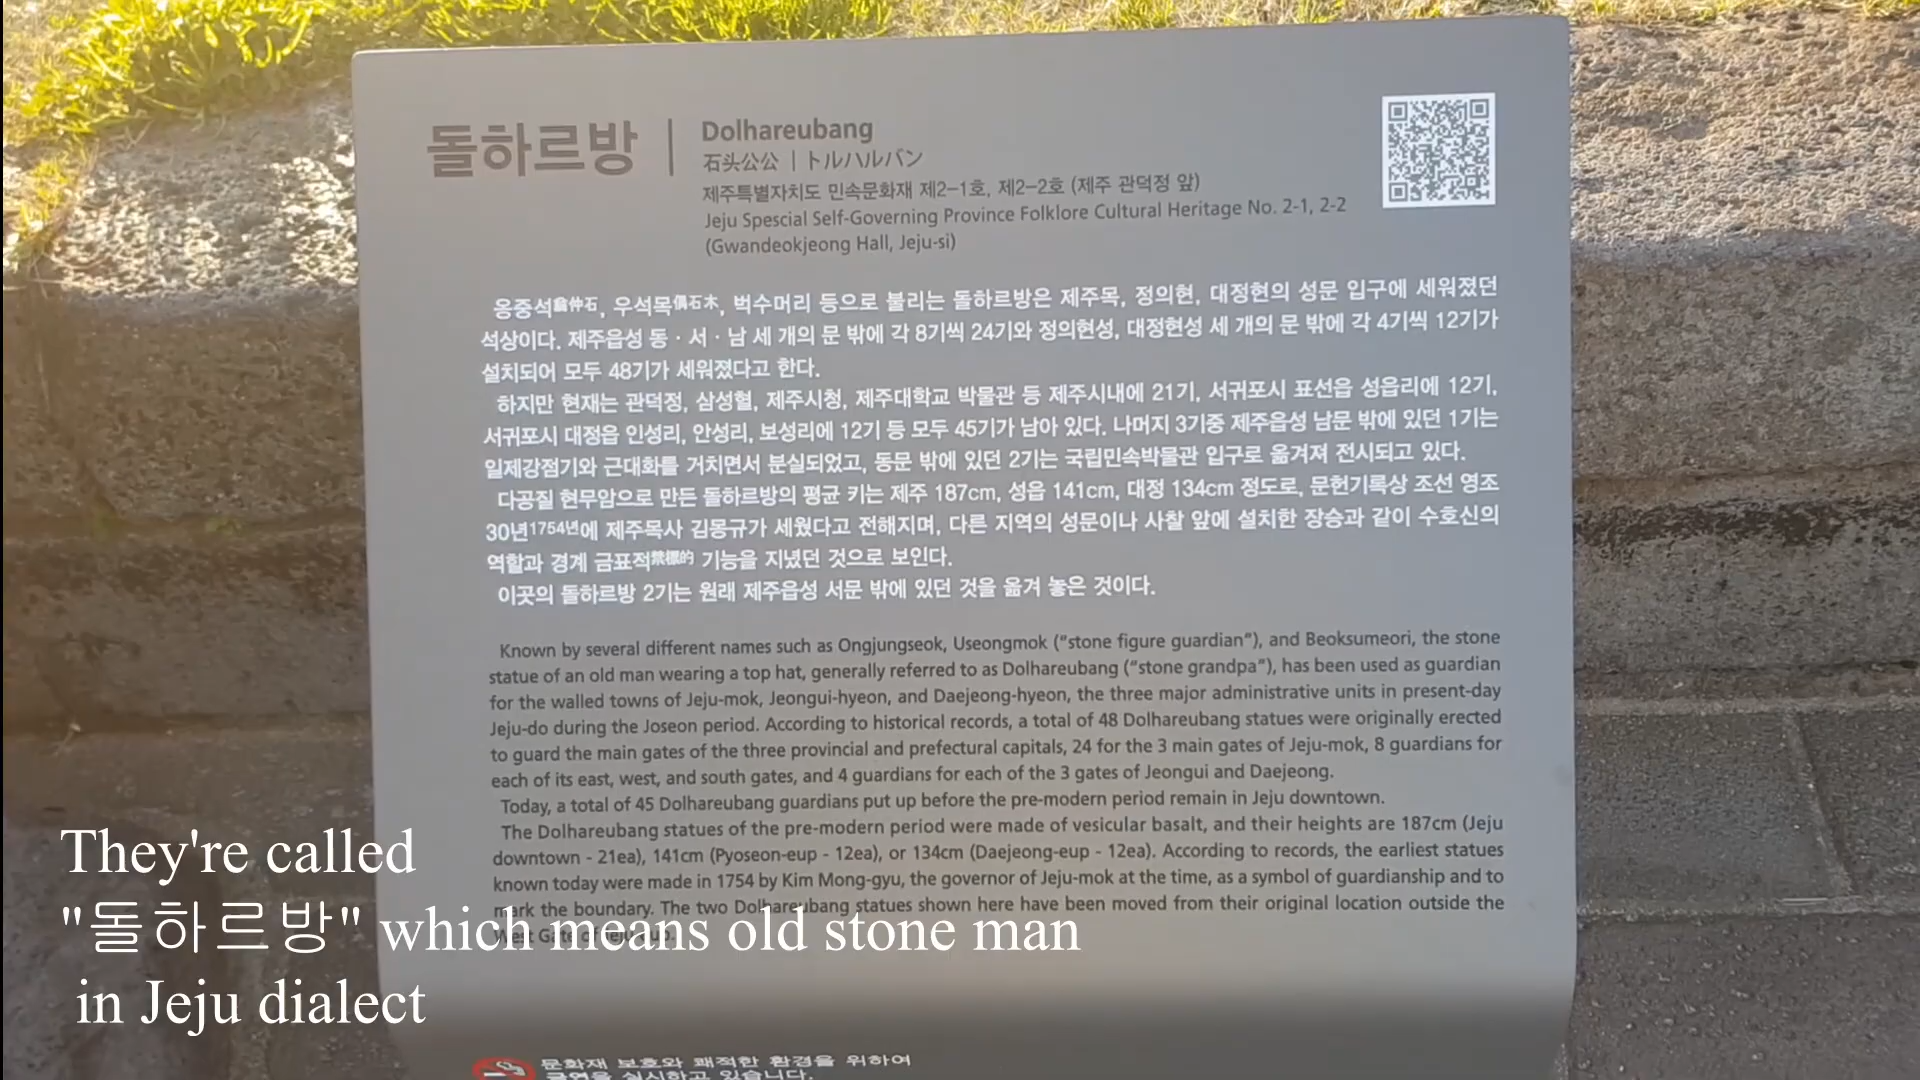 돌하르방
Dolhareubang
石头公公 | トルハルバン
제주특별자치도 민속문화재 제2-1호, 제2-2호 (제주 관덕정 앞)
Jeju Spescial Self-Governing Province Folklore Cultural Heritage No. 2-1, 2-2
(Gwandeokjeong Hall, Jeju-si)
옹중석翁仲石, 우석목偶石木, 벅수머리 등으로 불리는 돌하르방은 제주목, 정의현, 대정현의 성문 입구에 세워졌던
석상이다. 제주읍성 동 · 서 · 남 세 개의 문 밖에 각 8기씩 24기와 정의현성, 대정현성 세 개의 문 밖에 각 4기씩 12기가
설치되어 모두 48기가 세워졌다고 한다.
하지만 현재는 관덕정, 삼성혈, 제주시청, 제주대학교 박물관 등 제주시내에 21기, 서귀포시 표선읍 성읍리에 12기,
서귀포시 대정읍 인성리, 안성리, 보성리에 12기 등 모두 45기가 남아 있다. 나머지 3기중 제주읍성 남문 밖에 있던 1기는
일제강점기와 근대화를 거치면서 분실되었고, 동문 밖에 있던 2기는 국립민속박물관 입구로 옮겨져 전시되고 있다.
다공질 현무암으로 만든 돌하르방의 평균 키는 제주 187cm, 성읍 141cm, 대정 134cm 정도로, 문헌기록상 조선 영조
30년1754년에 제주목사 김몽규가 세웠다고 전해지며, 다른 지역의 성문이나 사찰 앞에 설치한 장승과 같이 수호신의
역할과 경계 금표적禁標的 기능을 지녔던 것으로 보인다.
이곳의 돌하르방 2기는 원래 제주읍성 서문 밖에 있던 것을 옮겨 놓은 것이다.
Known by several different names such as Ongjungseok, Useongmok ("stone figure guardian"), and Beoksumeori, the stone
statue of an old man wearing a top hat, generally referred to as Dolhareubang ("stone grandpa"), has been used as guardian
for the walled towns of Jeju-mok, Jeongui-hyeon, and Daejeong-hyeon, the three major administrative units in present-day
Jeju-do during the Joseon period. According to historical records, a total of 48 Dolhareubang statues were originally erected
to guard the main gates of the three provincial and prefectural capitals, 24 for the 3 main gates of Jeju-mok, 8 guardians for
each of its east, west, and south gates, and 4 guardians for each of the 3 gates of Jeongui and Daejeong.
Today, a total of 45 Dolhareubang guardians put up before the pre-modern period remain in Jeju downtown.
The Dolhareubang statues of the pre-modern period were made of vesicular basalt, and their heights are 187cm (Jeju
downtown - 21ea), 141cm (Pyoseon-eup - 12ea), or 134cm (Daejeong-eup - 12ea). According to records, the earliest statues
known today were made in 1754 by Kim Mong-gyu, the governor of Jeju-mok at the time, as a symbol of guardianship and to
mark the boundary. The two Dolhareubang statues shown here have been moved from their original location outside the
West Gate of
They're called
"돌하르방" which means old stone man
in Jeju dialect
문화재 보호와 쾌적한 환경을 위하여
금연을 실시하고 있습니다.